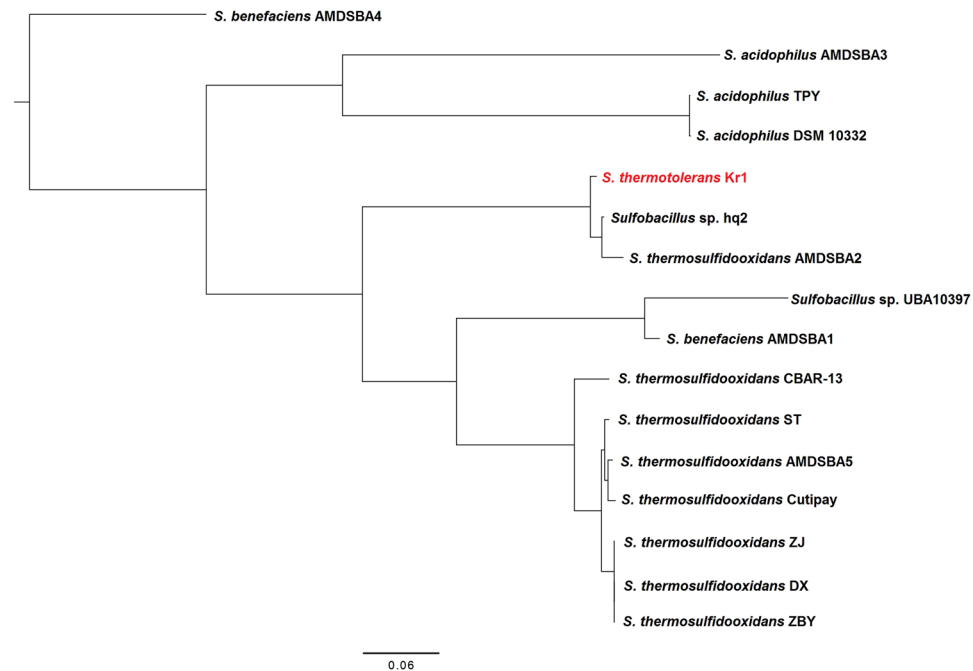 S. benefaciens AMDSBA4
S. acidophilus AMDSBA3
S. acidophilus TPY
S. acidophilus DSM 10332
S. thermotolerans Kr1
Sulfobacillus sp. hq2
S. thermosulfidooxidans AMDSBA2
Sulfobacillus sp. UBA10397
S. benefaciens AMDSBA1
S. thermosulfidooxidans CBAR-13
S. thermosulfidooxidans ST
S. thermosulfidooxidans AMDSBA5
S. thermosulfidooxidans Cutipay
S. thermosulfidooxidans ZJ
S. thermosulfidooxidans DX
S. thermosulfidooxidans ZBY
0.06